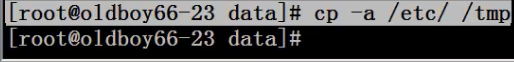 [root@oldboy66-23 data]# cp -a /etc/ /tmp
[root@oldboy66-23 data]#